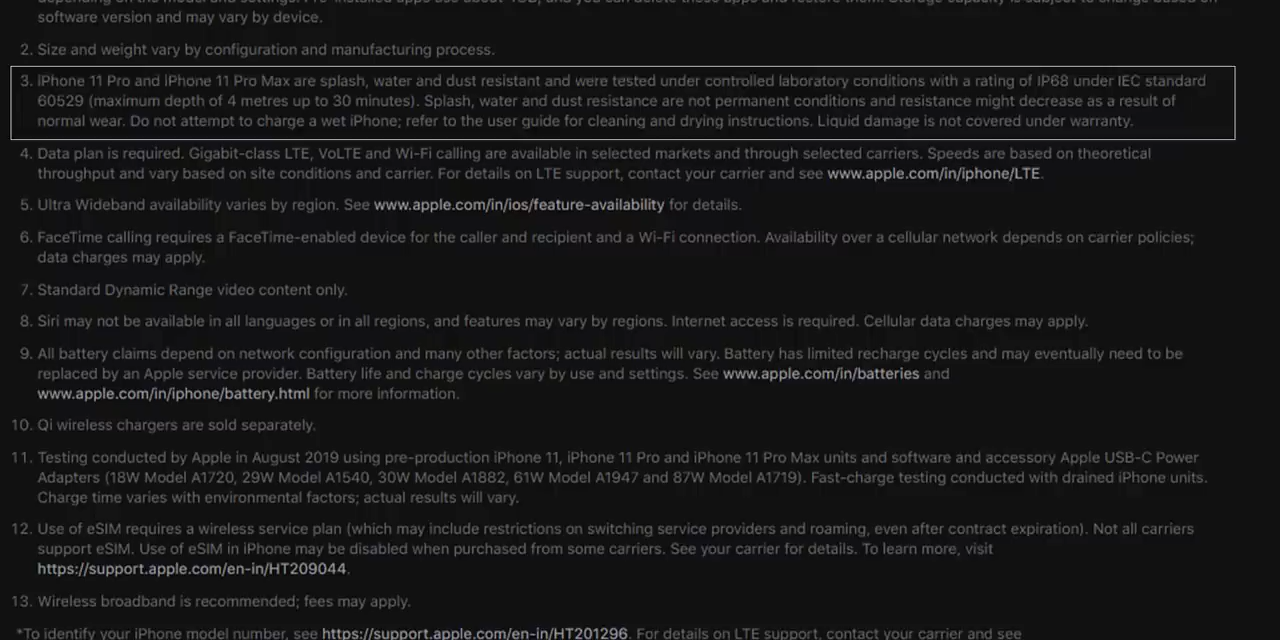 software version and may vary by device.
2. Size and weight vary by configuration and manufacturing process.
3. iPhone 11 Pro and iPhone 11 Pro Max are splash, water and dust resistant and were tested under controlled laboratory conditions with a rating of IP68 under IEC standard
60529 (maximum depth of 4 metres up to 30 minutes). Splash, water and dust resistance are not permanent conditions and resistance might decrease as a result of
normal wear. Do not attempt to charge a wet iPhone; refer to the user guide for cleaning and drying instructions. Liquid damage is not covered under warranty.
4. Data plan is required. Gigabit-class LTE, VoLTE and Wi-Fi calling are available in selected markets and through selected carriers. Speeds are based on theoretical
throughput and vary based on site conditions and carrier. For details on LTE support, contact your carrier and see www.apple.com/in/iphone/LTE.
5. Ultra Wideband availability varies by region. See www.apple.com/in/ios/feature-availability for details.
6. FaceTime calling requires a FaceTime-enabled device for the caller and recipient and a Wi-Fi connection. Availability over a cellular network depends on carrier policies;
data charges may apply.
7. Standard Dynamic Range video content only.
8. Siri may not be available in all languages or in all regions, and features may vary by regions. Internet access is required. Cellular data charges may apply.
9. All battery claims depend on network configuration and many other factors; actual results will vary. Battery has limited recharge cycles and may eventually need to be
replaced by an Apple service provider. Battery life and charge cycles vary by use and settings. See www.apple.com/in/batteries and
www.apple.com/in/iphone/battery.html for more information.
10. Qi wireless chargers are sold separately.
11. Testing conducted by Apple in August 2019 using pre-production iPhone 11, iPhone 11 Pro and iPhone 11 Pro Max units and software and accessory Apple USB-C Power
Adapters (18W Model A1720, 29W Model A1540, 30W Model A1882, 61W Model A1947 and 87W Model A1719). Fast-charge testing conducted with drained iPhone units.
Charge time varies with environmental factors; actual results will vary.
12. Use of eSIM requires a wireless service plan (which may include restrictions on switching service providers and roaming, even after contract expiration). Not all carriers
support eSIM. Use of eSIM in iPhone may be disabled when purchased from some carriers. See your carrier for details. To learn more, visit
https://support.apple.com/en-in/HT209044.
13. Wireless broadband is recommended; fees may apply.
*To identify your iPhone model number, see https://support.apple.com/en-in/HT201296. For details on LTE support, contact your carrier and see